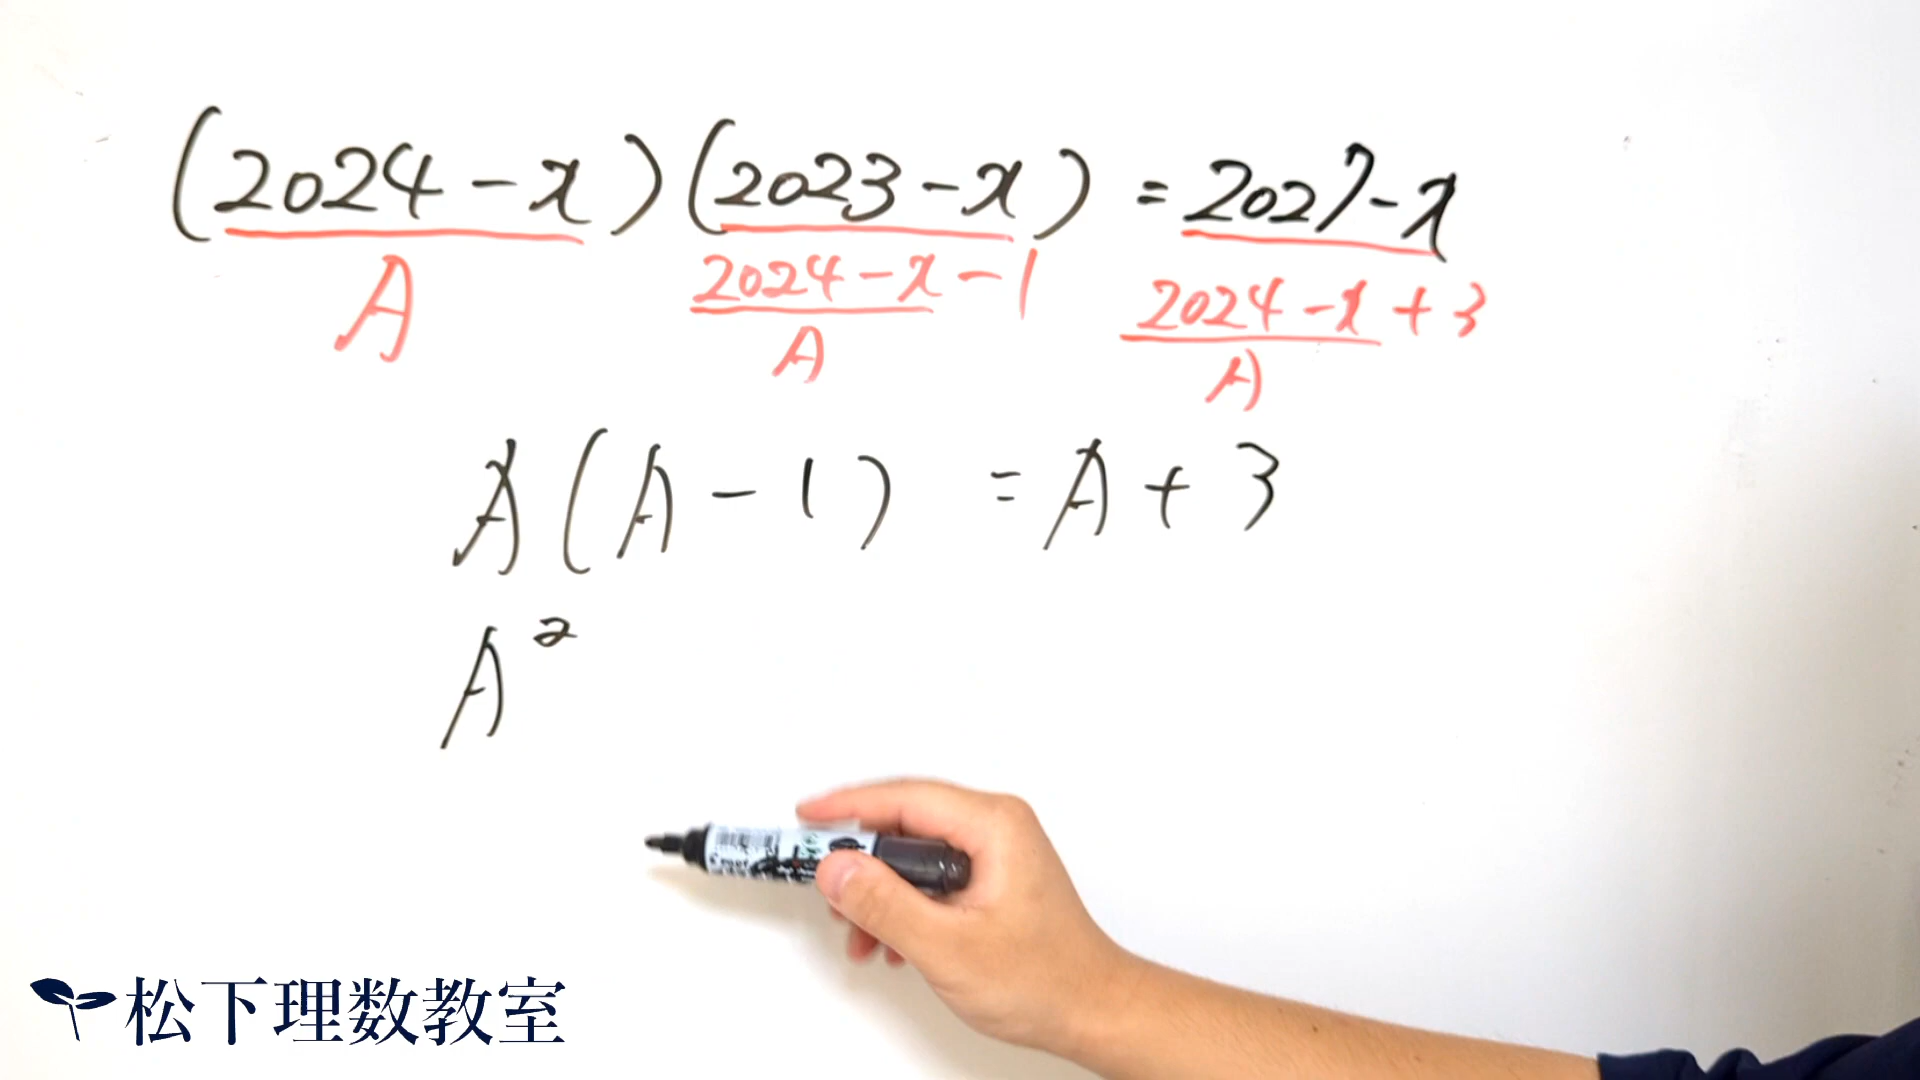 (2024-x)(2023-x) = 2027-x
A 2024-x-1 2024-x+3
A A
A(A-1) = A+3
A²
松下理数教室